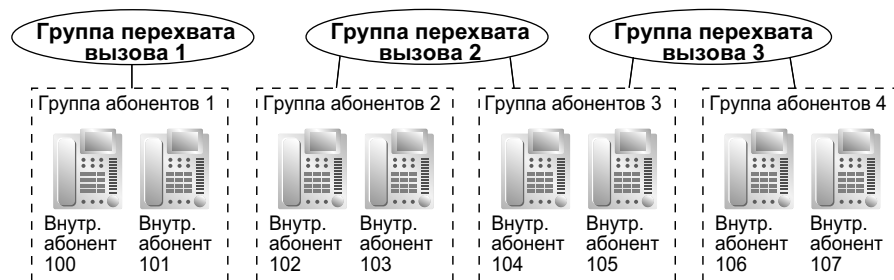 Группа перехвата
вызова 1
Группа перехвата
вызова 2
Группа перехвата
вызова 3
Группа абонентов 1
Группа абонентов 2
Группа абонентов 3
Группа абонентов 4
Внутр.
абонент
100
Внутр.
абонент
101
Внутр.
абонент
102
Внутр.
абонент
103
Внутр.
абонент
104
Внутр.
абонент
105
Внутр.
абонент
106
Внутр.
абонент
107